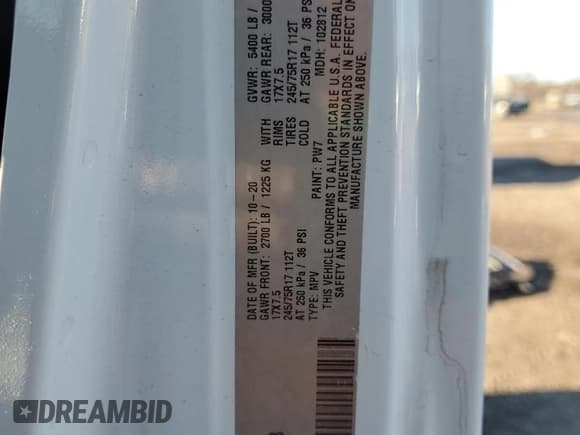 DATE OF MFR (BUILT): 10-20 GVWR: 5400 LB /
GAWR FRONT: 2700 LB / 1225 KG WITH GAWR REAR: 3000
17X7.5 RIMS 17X7.5
245/75R17 112T TIRES 245/75R17 112T
AT 250 kPa / 36 PSI COLD AT 250 kPa / 36 PSI
TYPE: MPV PAINT: PW7 MDH: 102812
THIS VEHICLE CONFORMS TO ALL APPLICABLE U.S.A. FEDERAL
SAFETY AND THEFT PREVENTION STANDARDS IN EFFECT ON
MANUFACTURE SHOWN ABOVE.
DREAMBID